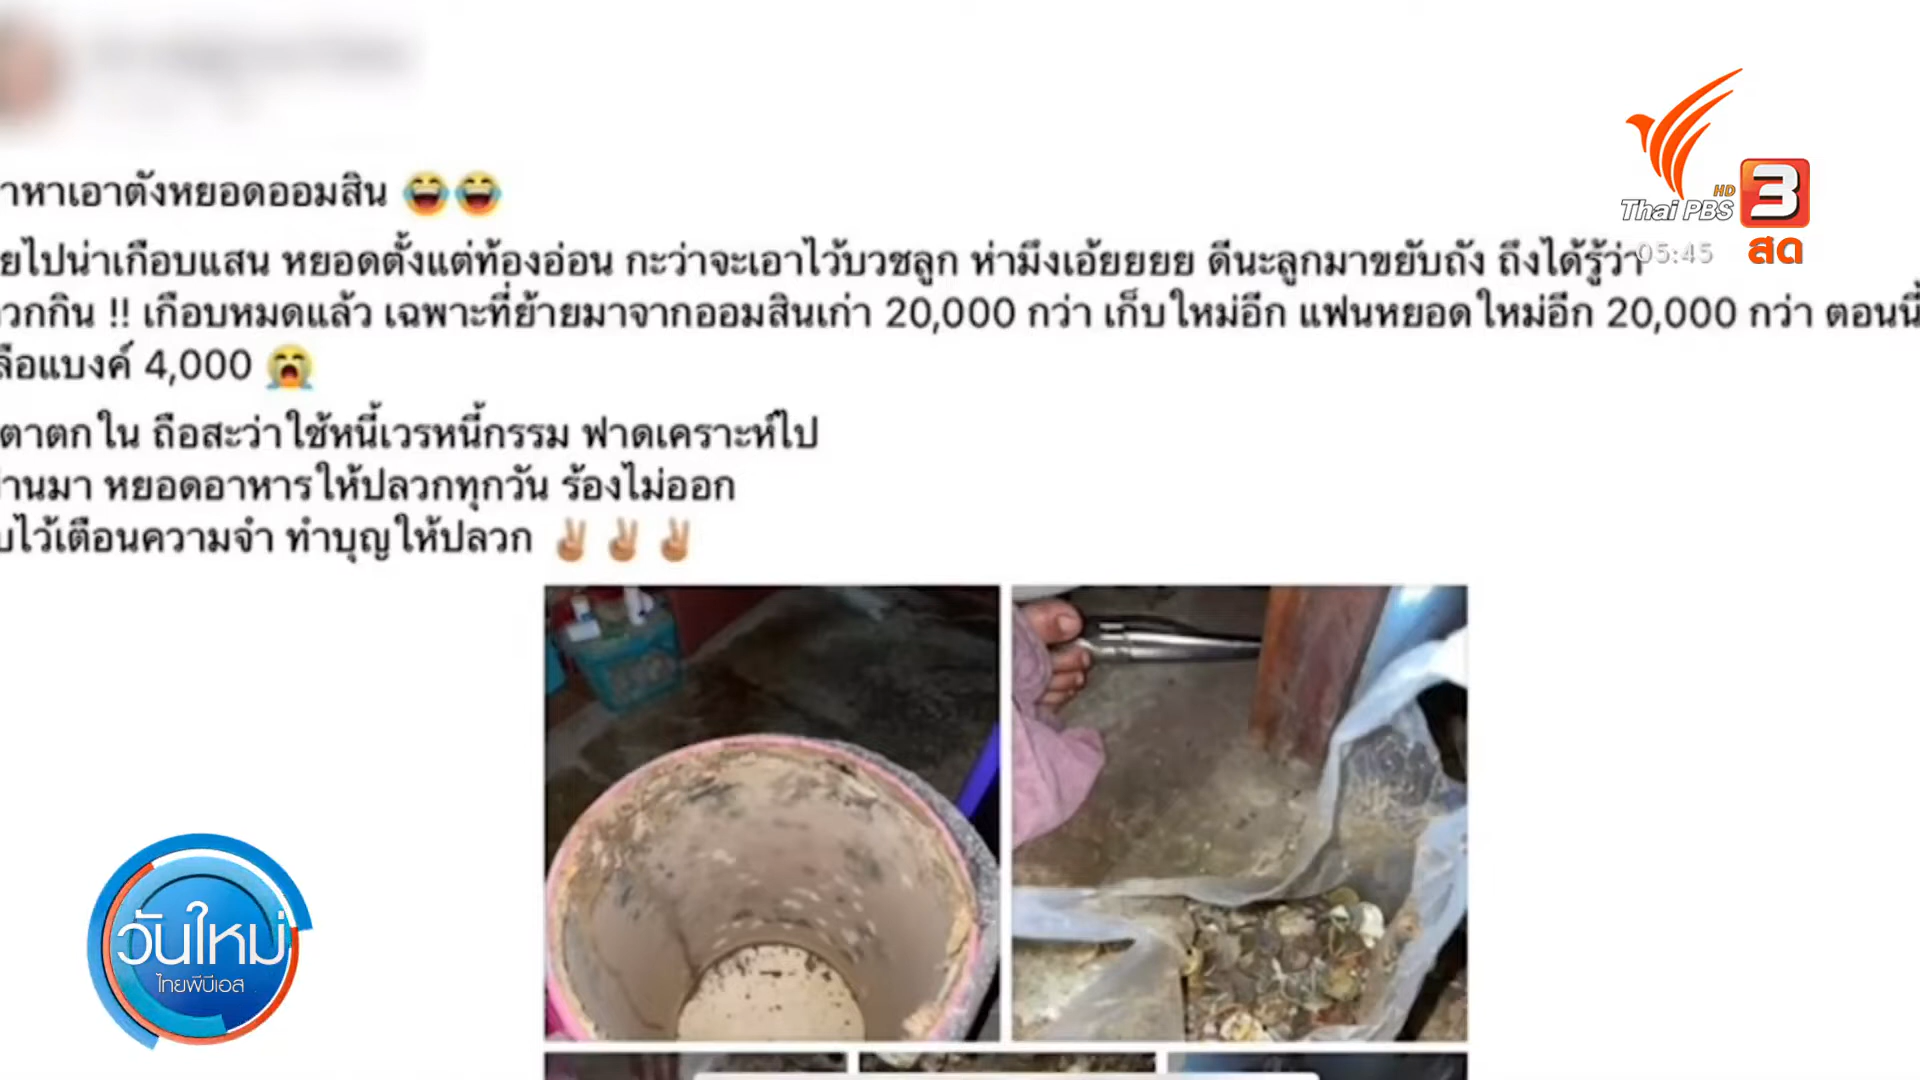 าหาเอาตังหยอดออมสิน 😂😂
ยไปน่าเกือบแสน หยอดตั้งแต่ท้องอ่อน กะว่าจะเอาไว้บวชลูก ห่ามึงเอ้ยยยย ดีนะลูกมาขยับถัง ถึงได้รู้ว่า
วกกิน !! เกือบหมดแล้ว เฉพาะที่ย้ายมาจากออมสินเก่า 20,000 กว่า เก็บใหม่อีก แฟนหยอดใหม่อีก 20,000 กว่า ตอนนี้
ลือแบงค์ 4,000 😭
ตาตกใน ถือสะว่าใช้หนี้เวรหนี้กรรม ฟาดเคราะห์ไป
่านมา หยอดอาหารให้ปลวกทุกวัน ร้องไม่ออก
บไว้เตือนความจำ ทำบุญให้ปลวก ✌🏽✌🏽✌🏽
Thai PBS HD 3
05:45 สด
วันใหม่
ไทยพีบีเอส